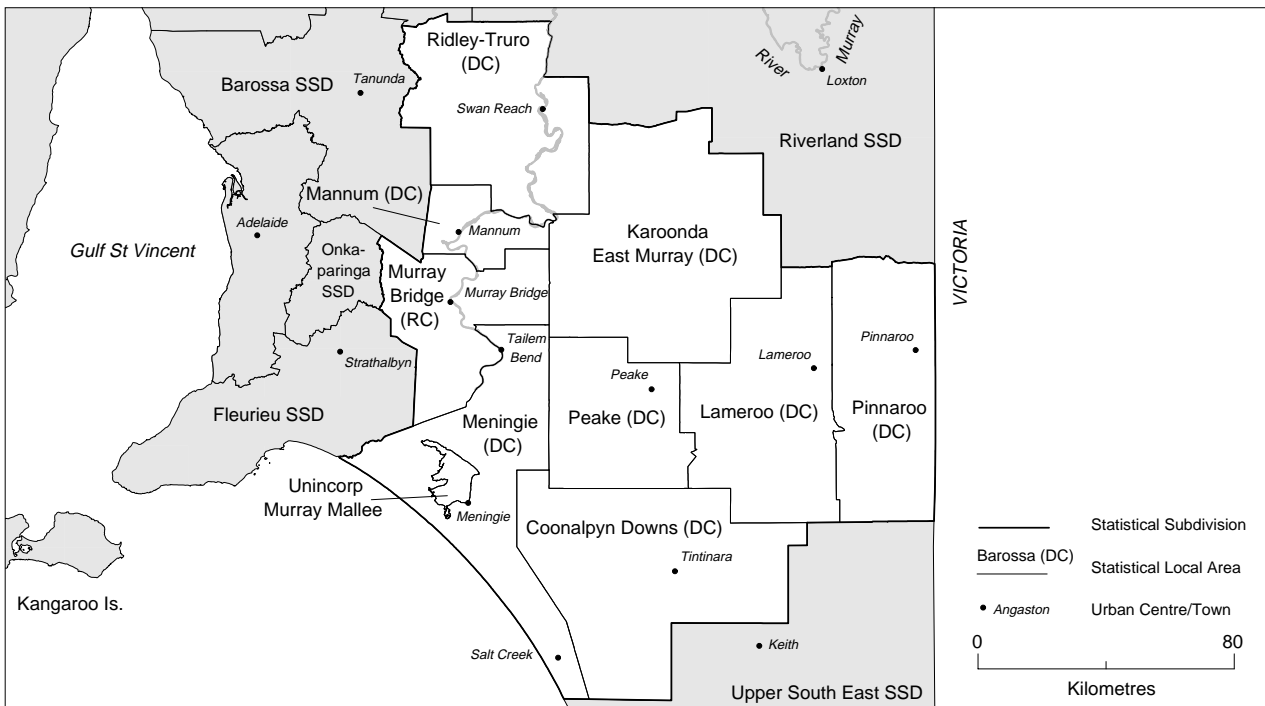 Ridley-Truro
(DC)
River
Murray
Loxton
Barossa SSD
Tanunda
Swan Reach
Riverland SSD
Mannum (DC)
Adelaide
Mannum
Gulf St Vincent
Onka-
paringa
SSD
Karoonda
East Murray (DC)
VICTORIA
Murray
Bridge
(RC)
Murray Bridge
Tailem
Bend
Strathalbyn
Lameroo
Pinnaroo
Peake
Fleurieu SSD
Meningie
(DC)
Peake (DC)
Lameroo (DC)
Pinnaroo
(DC)
Unincorp
Murray Mallee
Meningie
Coonalpyn Downs (DC)
Tintinara
Kangaroo Is.
Salt Creek
Keith
Upper South East SSD
Statistical Subdivision
Barossa (DC)
Statistical Local Area
Angaston
Urban Centre/Town
0 80
Kilometres